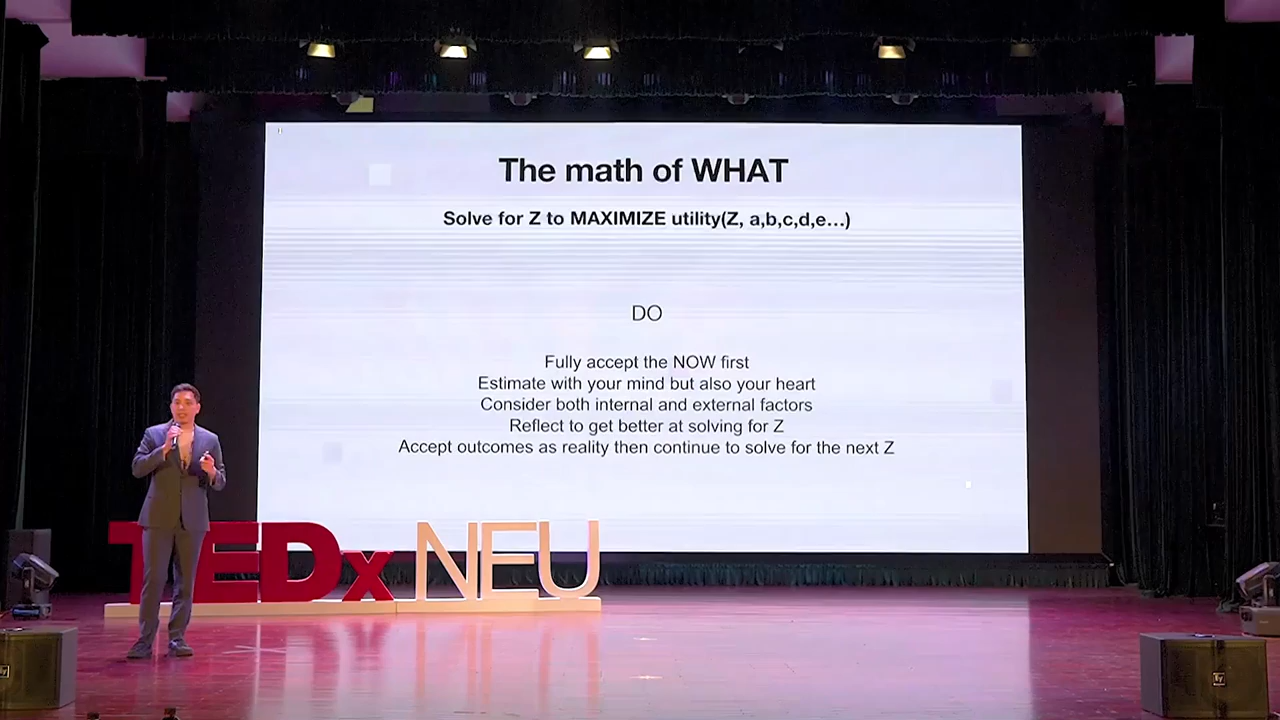 The math of WHAT
Solve for Z to MAXIMIZE utility(Z, a,b,c,d,e...)
DO
Fully accept the NOW first
Estimate with your mind but also your heart
Consider both internal and external factors
Reflect to get better at solving for Z
Accept outcomes as reality then continue to solve for the next Z
TEDx NEU